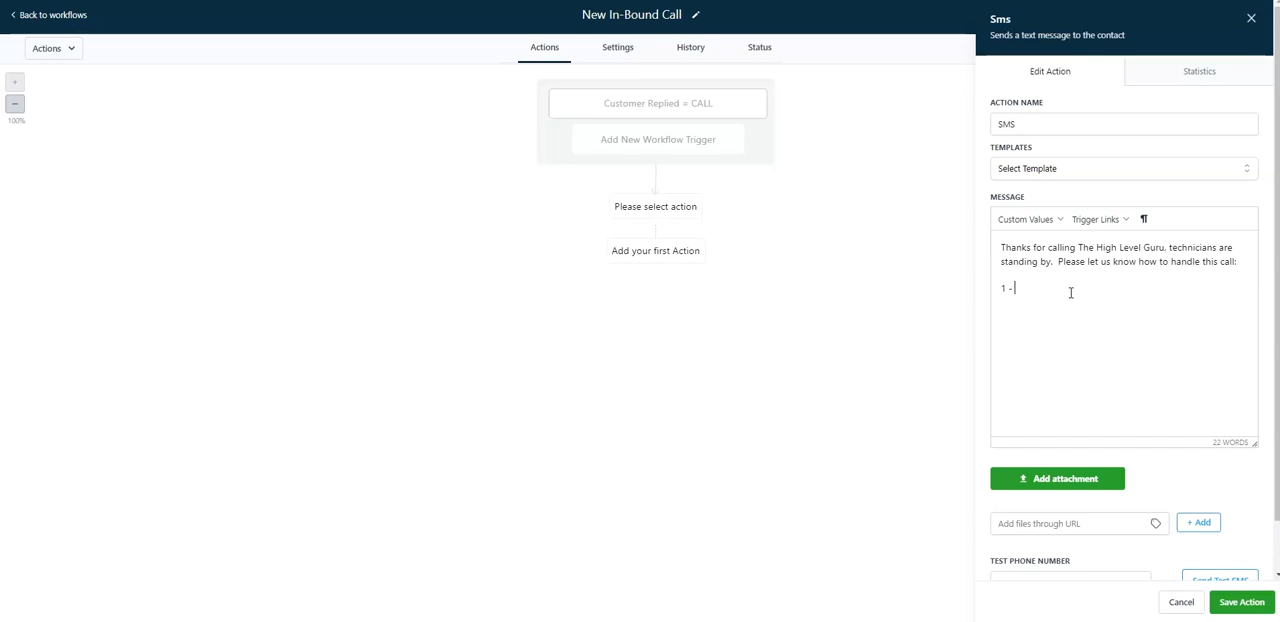 Back to workflows
New In-Bound Call
Sms
Sends a text message to the contact
Actions
Actions
Settings
History
Status
Edit Action
Statistics
+
-
100%
Customer Replied = CALL
Add New Workflow Trigger
Please select action
Add your first Action
ACTION NAME
SMS
TEMPLATES
Select Template
MESSAGE
Custom Values
Trigger Links
¶
Thanks for calling The High Level Guru, technicians are
standing by. Please let us know how to handle this call:
1 -
22 WORDS
Add attachment
Add files through URL
+ Add
TEST PHONE NUMBER
Send Test SMS
Cancel
Save Action